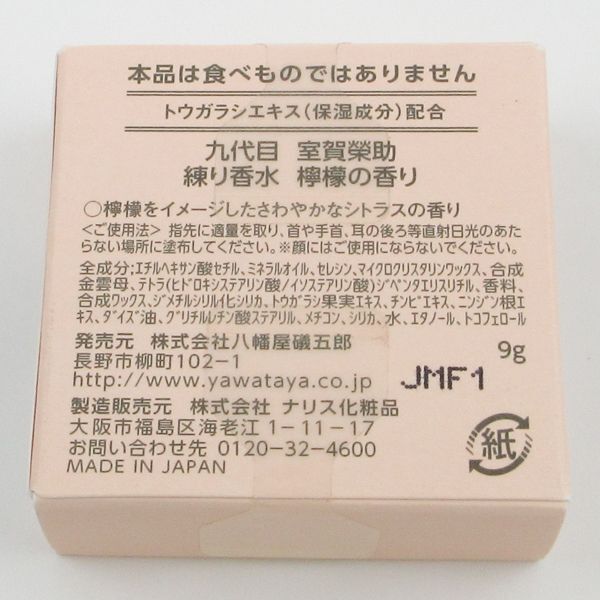 本品は食べものではありません
トウガラシエキス(保湿成分)配合
九代目 室賀榮助
練り香水 檸檬の香り
○檸檬をイメージしたさわやかなシトラスの香り
<ご使用法> 指先に適量を取り、首や手首、耳の後ろ等直射日光のあた
らない場所に塗布してください。※顔にはご使用にならないでください。
全成分;エチルヘキサン酸セチル、ミネラルオイル、セレシン、マイクロクリスタリンワックス、合成
金雲母、テトラ(ヒドロキシステアリン酸/イソステアリン酸)ジペンタエリスリチル、香料、
合成ワックス、ジメチルシリル化シリカ、トウガラシ果実エキス、チンピエキス、ニンジン根エ
キス、ダイズ油、グリチルレチン酸ステアリル、メチコン、シリカ、水、エタノール、トコフェロール
発売元 株式会社八幡屋礒五郎
長野市柳町102-1
http://www.yawataya.co.jp
JMF1
9g
製造販売元 株式会社 ナリス化粧品
大阪市福島区海老江1-11-17
お問い合わせ先 0120-32-4600
MADE IN JAPAN
紙